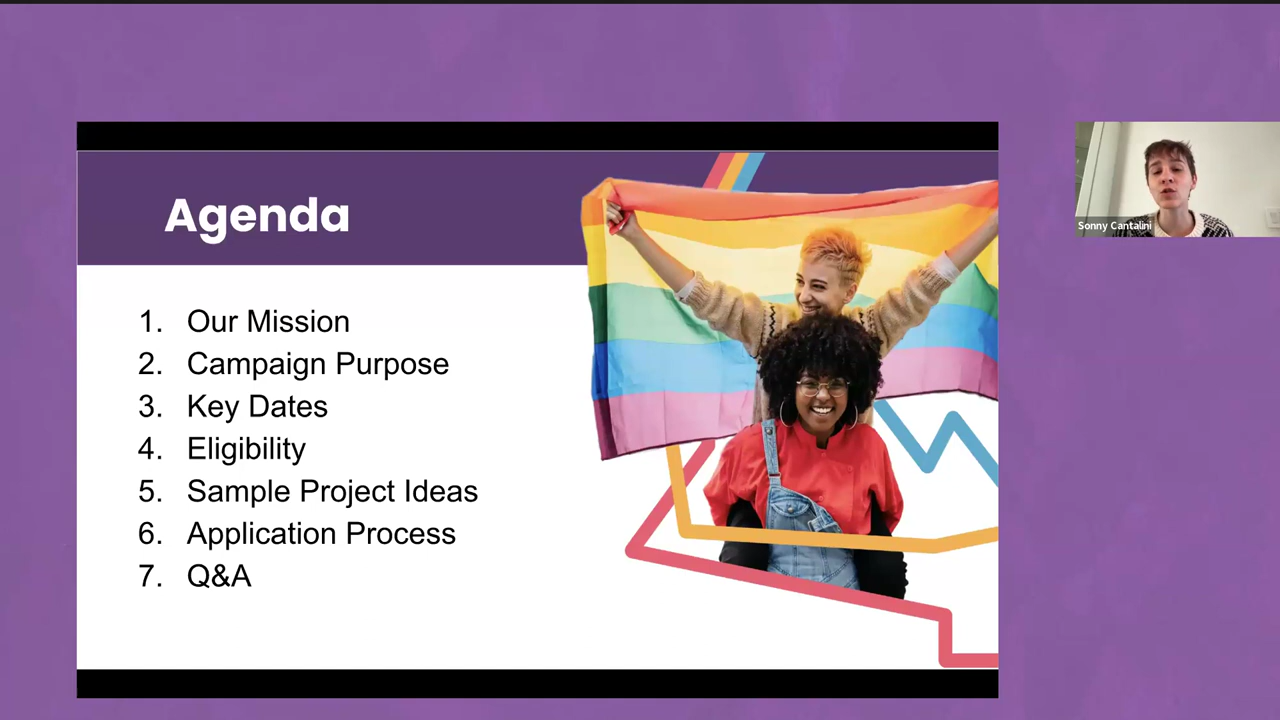 Agenda
1. Our Mission
2. Campaign Purpose
3. Key Dates
4. Eligibility
5. Sample Project Ideas
6. Application Process
7. Q&A
Sonny Cantalini